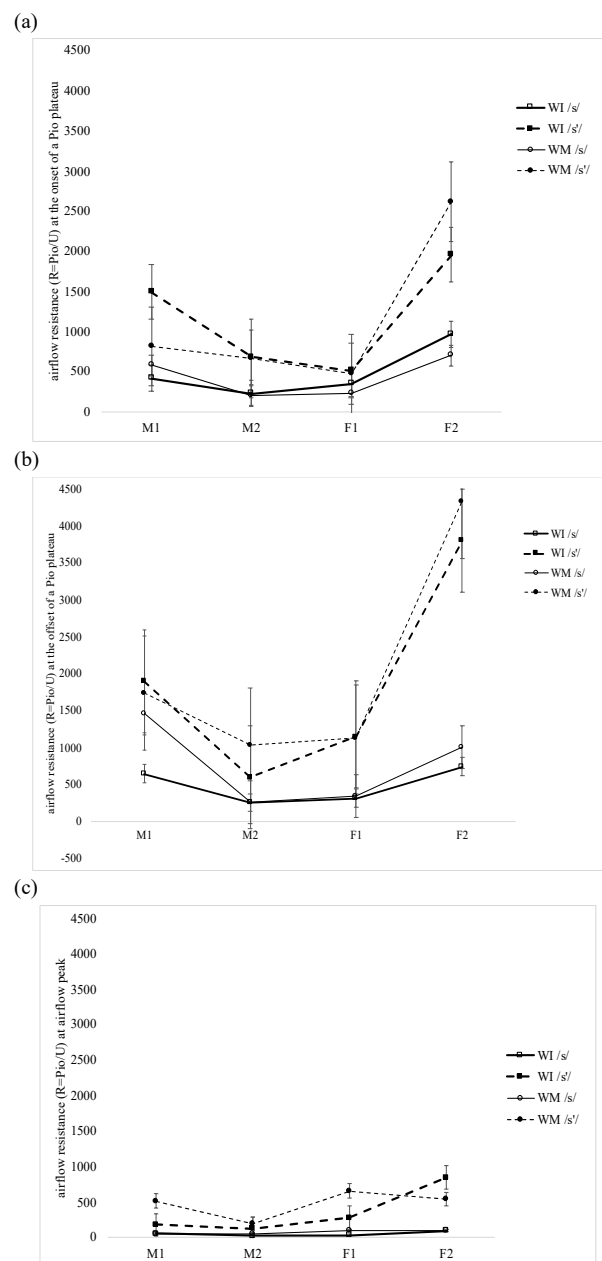 (a)
airflow resistance (R=Pio/U) at the onset of a Pio plateau
4500
4000
3500
3000
2500
2000
1500
1000
500
0
M1 M2 F1 F2
WI /s/
WI /s'/
WM /s/
WM /s'/
(b)
airflow resistance (R=Pio/U) at the offset of a Pio plateau
4500
4000
3500
3000
2500
2000
1500
1000
500
0
-500
M1 M2 F1 F2
WI /s/
WI /s'/
WM /s/
WM /s'/
(c)
airflow resistance (R=Pio/U) at airflow peak
4500
4000
3500
3000
2500
2000
1500
1000
500
0
M1 M2 F1 F2
WI /s/
WI /s'/
WM /s/
WM /s'/